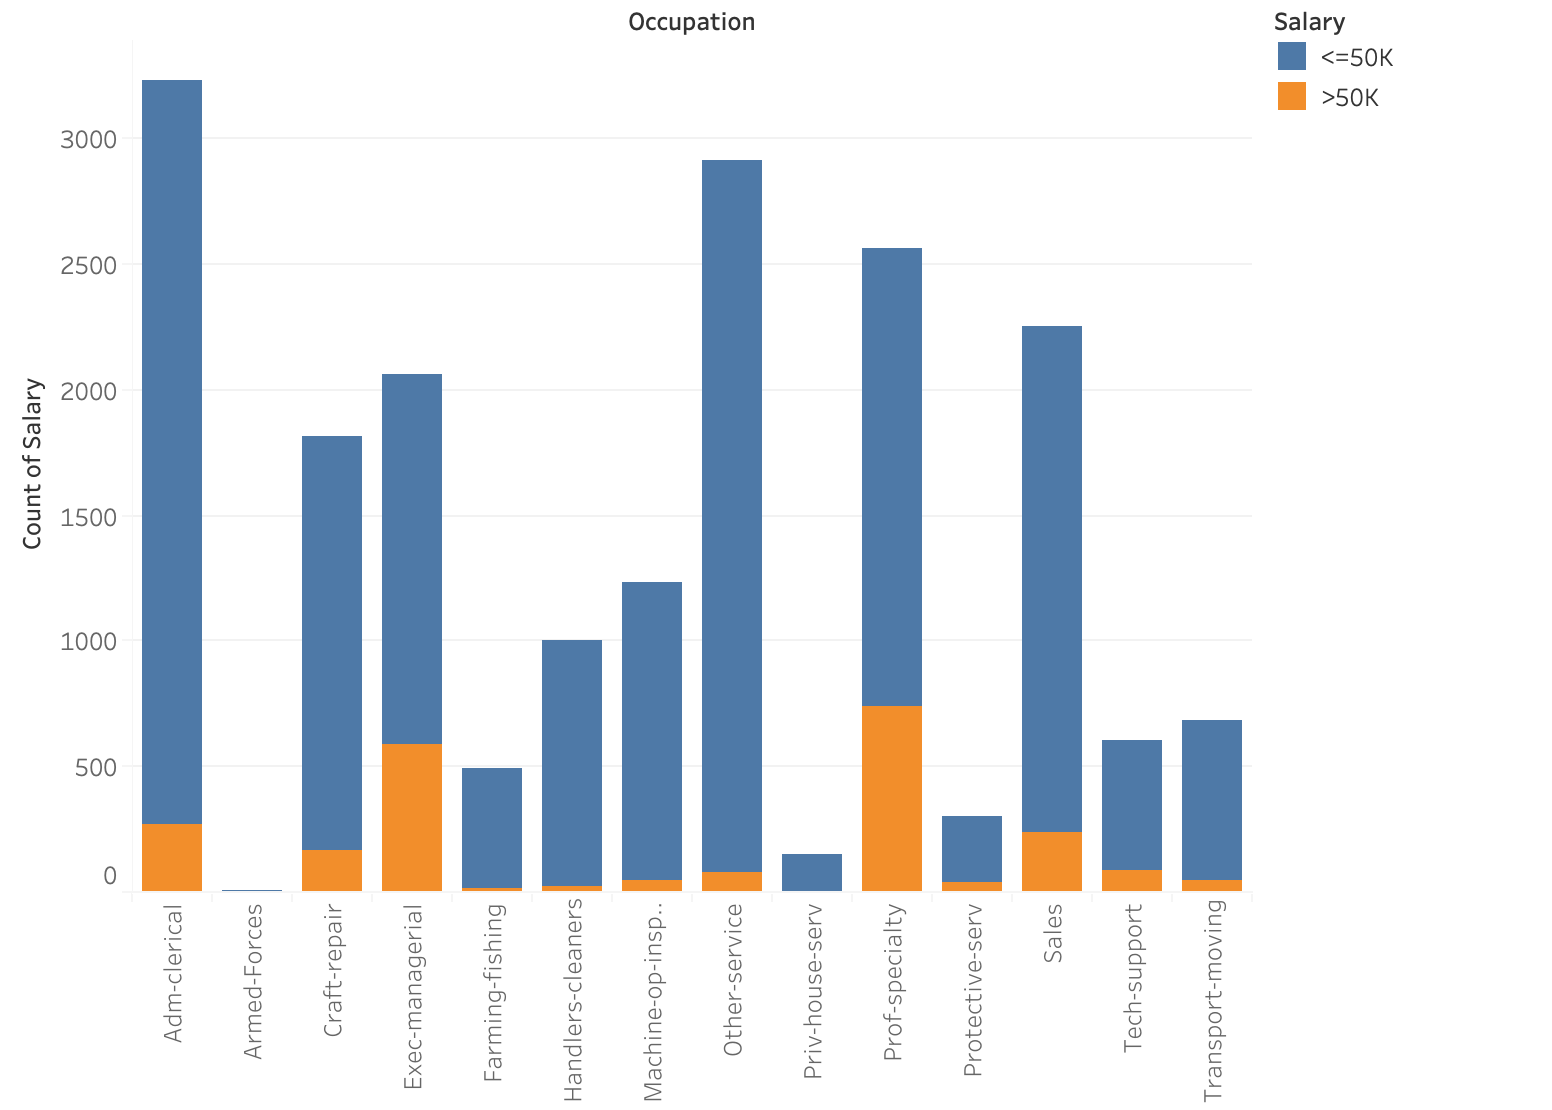 Occupation
Salary
<=50K
>50K
Count of Salary
3000
2500
2000
1500
1000
500
0
Adm-clerical
Armed-Forces
Craft-repair
Exec-managerial
Farming-fishing
Handlers-cleaners
Machine-op-insp..
Other-service
Priv-house-serv
Prof-specialty
Protective-serv
Sales
Tech-support
Transport-moving